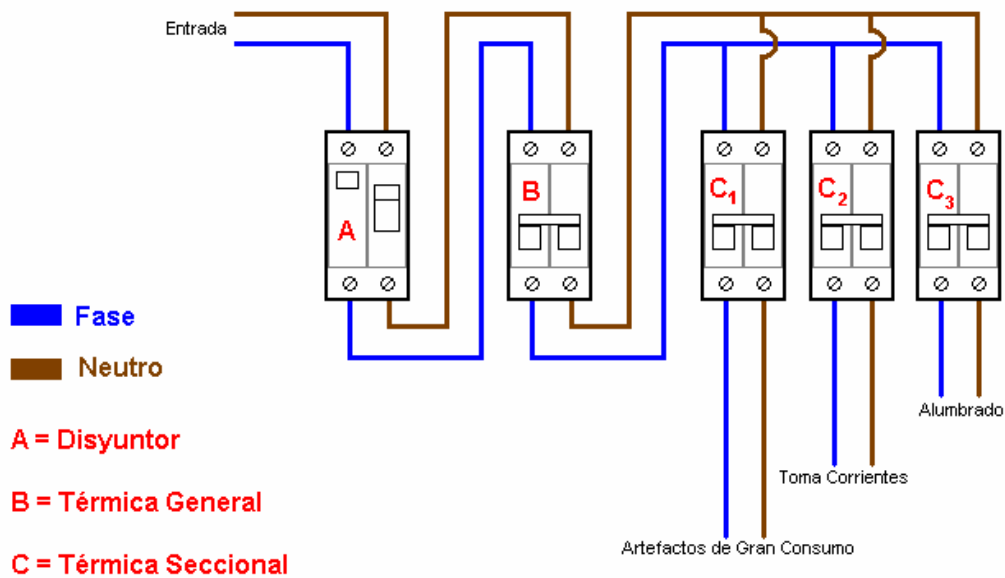 Entrada
A
B
C1
C2
C3
Fase
Neutro
A = Disyuntor
B = Térmica General
C = Térmica Seccional
Alumbrado
Toma Corrientes
Artefactos de Gran Consumo